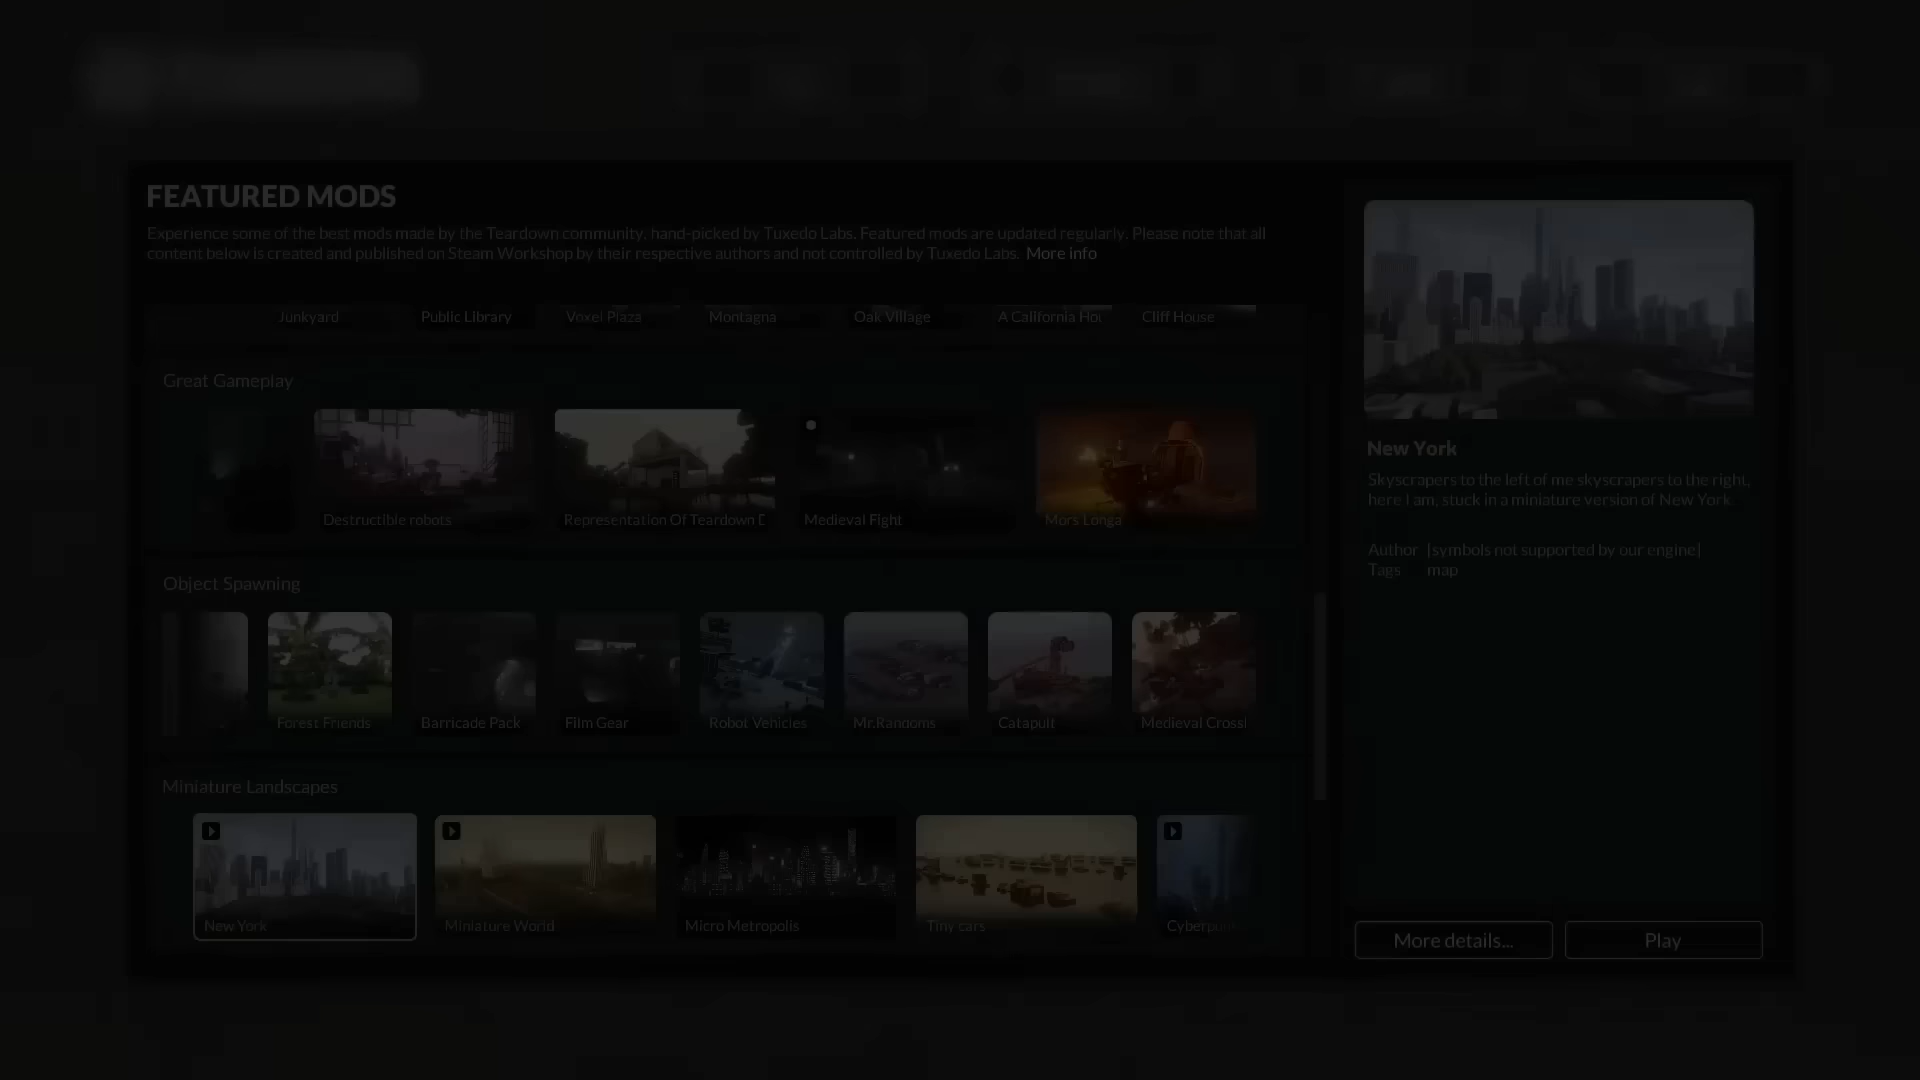 FEATURED MODS
Experience some of the best mods made by the Teardown community, hand-picked by Tuxedo Labs. Featured mods are updated regularly. Please note that all
content below is created and published on Steam Workshop by their respective authors and not controlled by Tuxedo Labs. More info
Junkyard
Public Library
Voxel Plaza
Montagna
Oak Village
A California Hou
Cliff House
Great Gameplay
Destructible robots
Representation Of Teardown D
Medieval Fight
Mors Longa
Object Spawning
Forest Friends
Barricade Pack
Film Gear
Robot Vehicles
Mr.Randoms
Catapult
Medieval Crossl
Miniature Landscapes
New York
Miniature World
Micro Metropolis
Tiny cars
Cyberpunk
New York
Skyscrapers to the left of me skyscrapers to the right,
here I am, stuck in a miniature version of New York
Author [symbols not supported by our engine]
Tags map
More details...
Play